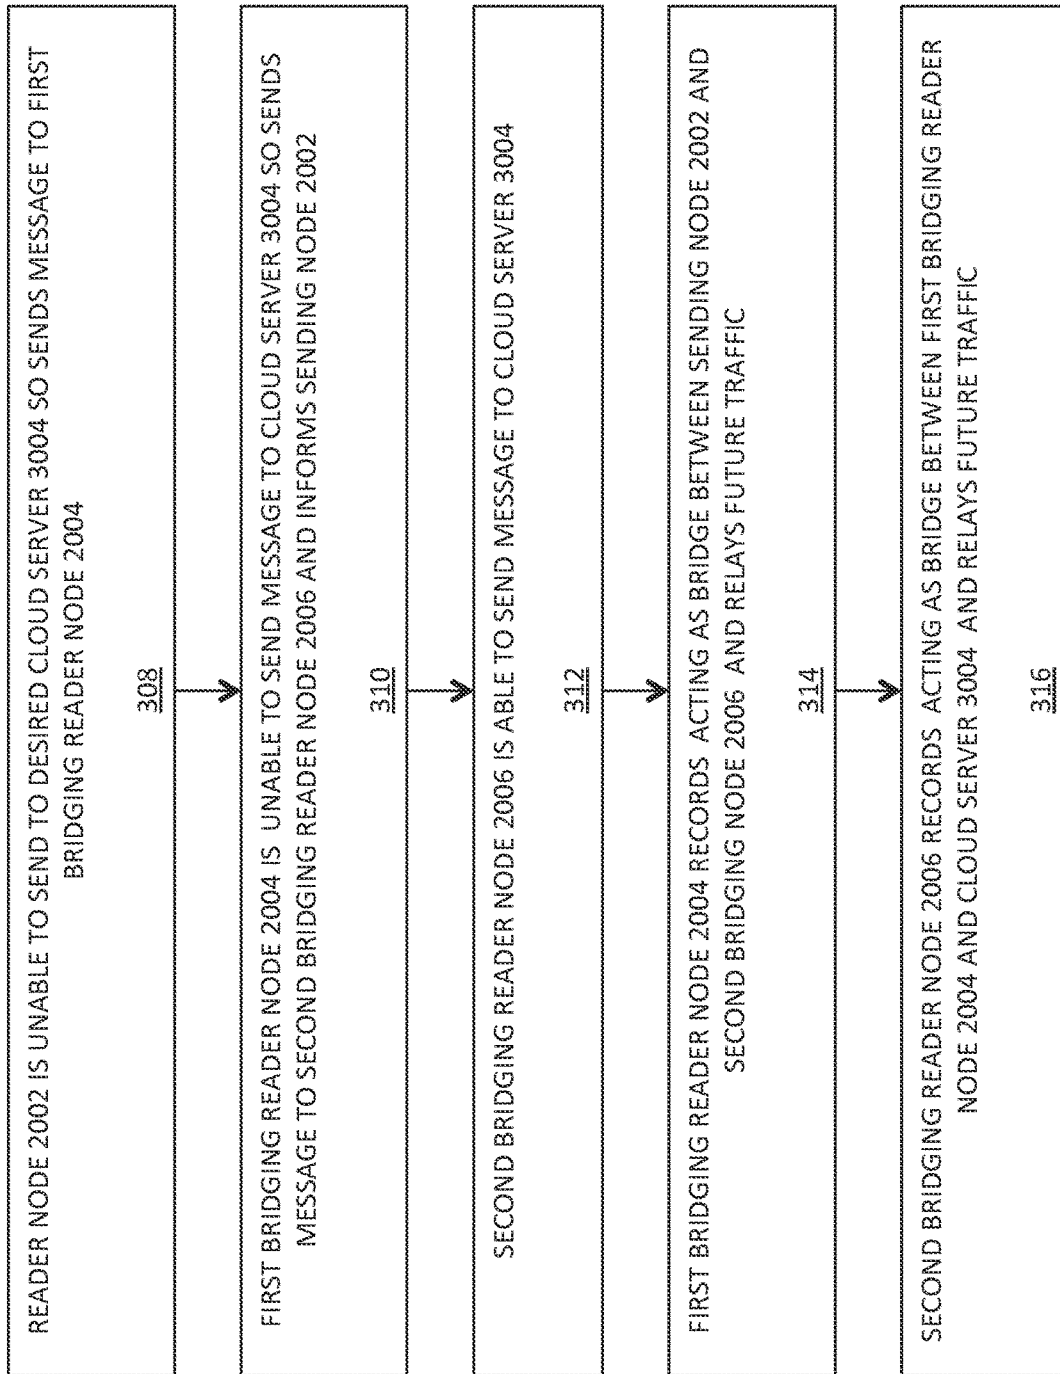 READER NODE 2002 IS UNABLE TO SEND TO DESIRED CLOUD SERVER 3004 SO SENDS MESSAGE TO FIRST
BRIDGING READER NODE 2004
308
FIRST BRIDGING READER NODE 2004 IS UNABLE TO SEND MESSAGE TO CLOUD SERVER 3004 SO SENDS
MESSAGE TO SECOND BRIDGING READER NODE 2006 AND INFORMS SENDING NODE 2002
310
SECOND BRIDGING READER NODE 2006 IS ABLE TO SEND MESSAGE TO CLOUD SERVER 3004
312
FIRST BRIDGING READER NODE 2004 RECORDS ACTING AS BRIDGE BETWEEN SENDING NODE 2002 AND
SECOND BRIDGING NODE 2006 AND RELAYS FUTURE TRAFFIC
314
SECOND BRIDGING READER NODE 2006 RECORDS ACTING AS BRIDGE BETWEEN FIRST BRIDGING READER
NODE 2004 AND CLOUD SERVER 3004 AND RELAYS FUTURE TRAFFIC
316